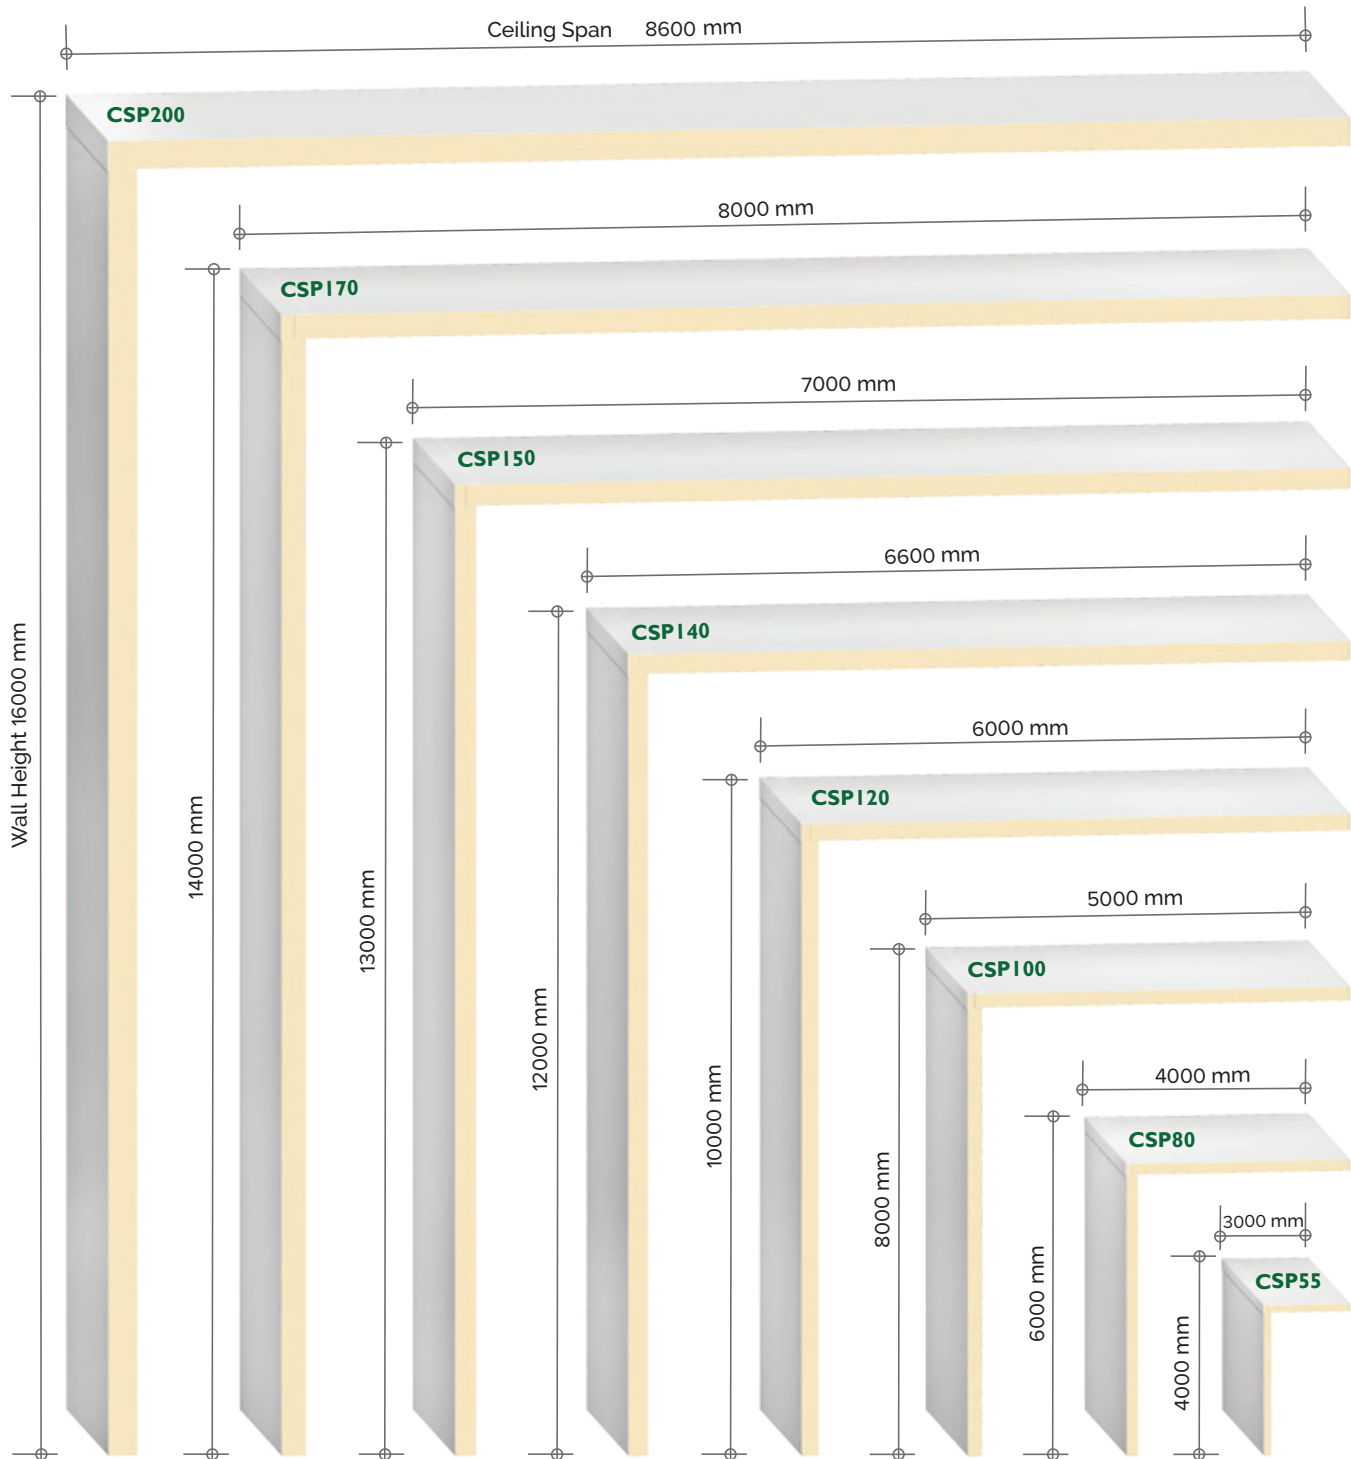 Ceiling Span 8600 mm
CSP200
Wall Height 16000 mm
8000 mm
CSP170
14000 mm
7000 mm
CSP150
13000 mm
6600 mm
CSP140
12000 mm
6000 mm
CSP120
10000 mm
5000 mm
CSP100
8000 mm
4000 mm
CSP80
6000 mm
3000 mm
CSP55
4000 mm